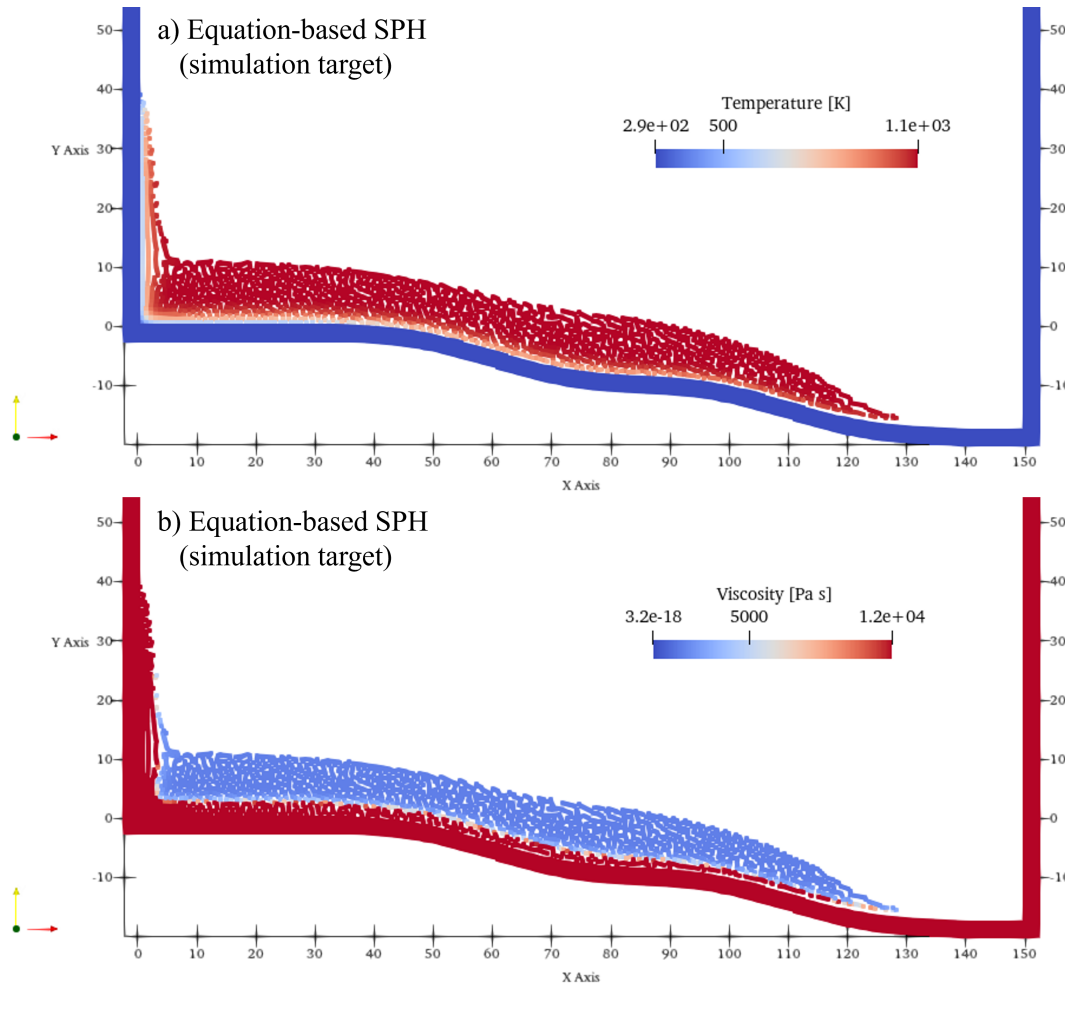 a) Equation-based SPH
(simulation target)
Temperature [K]
2.9e+02 500 1.1e+03
50 50
40 40
Y Axis 30 30
20 20
10 10
0 0
-10 -10
0 10 20 30 40 50 60 70 80 90 100 110 120 130 140 150
X Axis
b) Equation-based SPH
(simulation target)
Viscosity [Pa s]
3.2e-18 5000 1.2e+04
50 50
40 40
Y Axis 30 30
20 20
10 10
0 0
-10 -10
0 10 20 30 40 50 60 70 80 90 100 110 120 130 140 150
X Axis